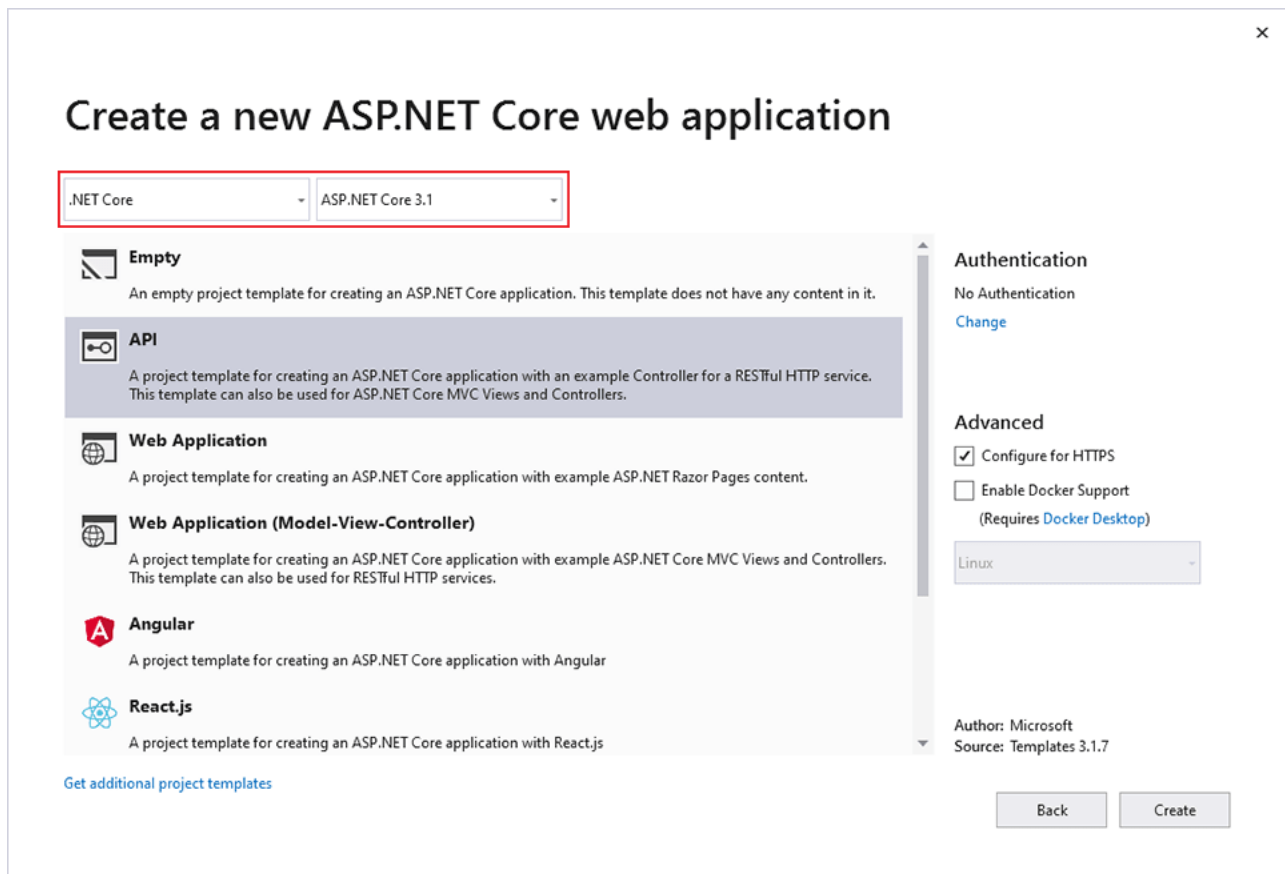 Create a new ASP.NET Core web application
.NET Core
ASP.NET Core 3.1
Empty
An empty project template for creating an ASP.NET Core application. This template does not have any content in it.
API
A project template for creating an ASP.NET Core application with an example Controller for a RESTful HTTP service.
This template can also be used for ASP.NET Core MVC Views and Controllers.
Web Application
A project template for creating an ASP.NET Core application with example ASP.NET Razor Pages content.
Web Application (Model-View-Controller)
A project template for creating an ASP.NET Core application with example ASP.NET Core MVC Views and Controllers.
This template can also be used for RESTful HTTP services.
Angular
A project template for creating an ASP.NET Core application with Angular
React.js
A project template for creating an ASP.NET Core application with React.js
Get additional project templates
Authentication
No Authentication
Change
Advanced
Configure for HTTPS
Enable Docker Support
(Requires Docker Desktop)
Linux
Author: Microsoft
Source: Templates 3.1.7
Back
Create